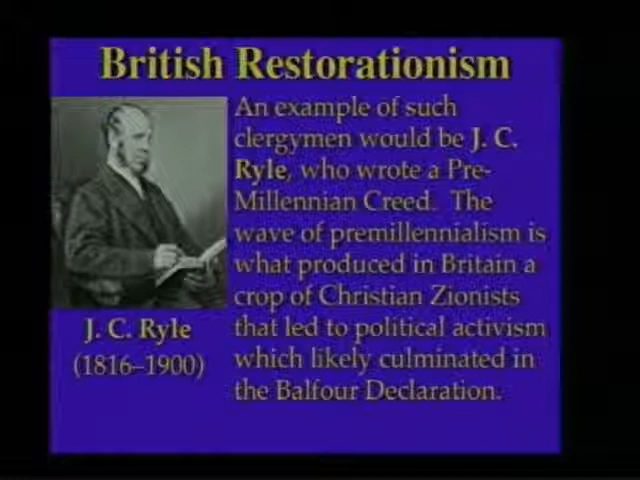 British Restorationism
An example of such
clergymen would be J. C.
Ryle, who wrote a Pre-
Millennian Creed. The
wave of premillennialism is
what produced in Britain a
crop of Christian Zionists
that led to political activism
which likely culminated in
the Balfour Declaration.
J. C. Ryle
(1816–1900)